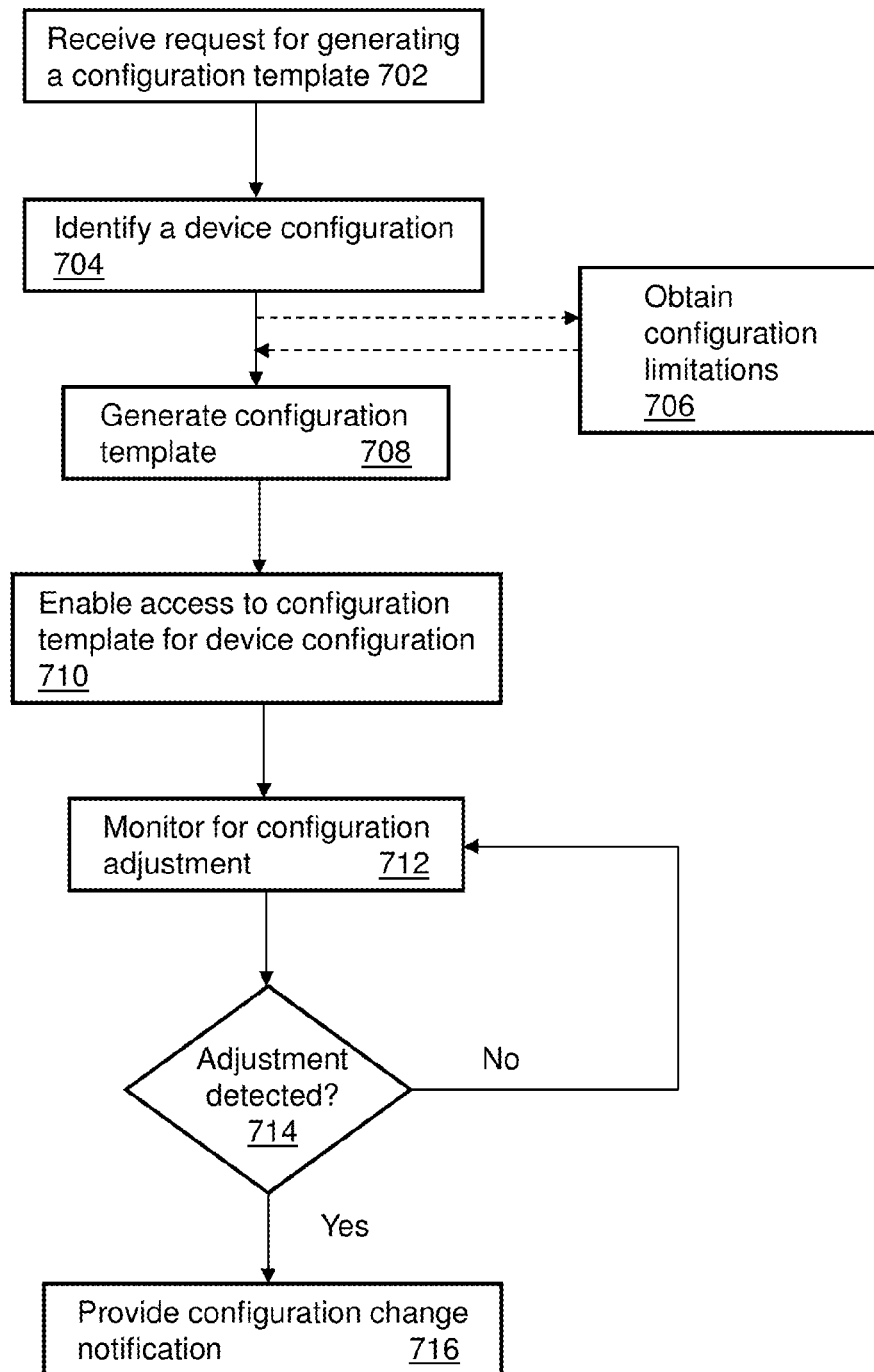 Receive request for generating
a configuration template 702
Identify a device configuration
704
Obtain
configuration
limitations
706
Generate configuration
template 708
Enable access to configuration
template for device configuration
710
Monitor for configuration
adjustment 712
Adjustment
detected?
714
No
Yes
Provide configuration change
notification 716